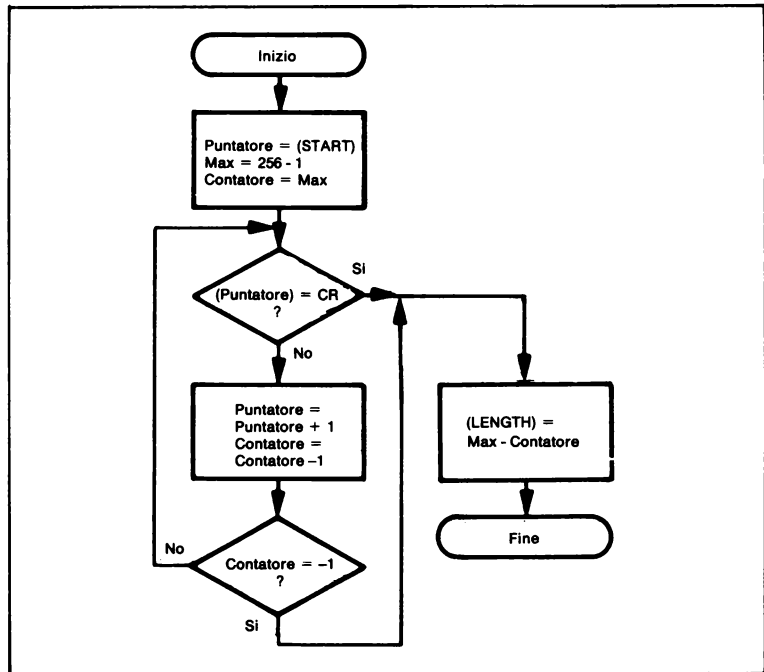 Inizio
Puntatore = (START)
Max = 256 - 1
Contatore = Max
Si
(Puntatore) = CR
?
No
Puntatore =
Puntatore + 1
Contatore =
Contatore -1
(LENGTH) =
Max - Contatore
No
Contatore = -1
?
Fine
Si